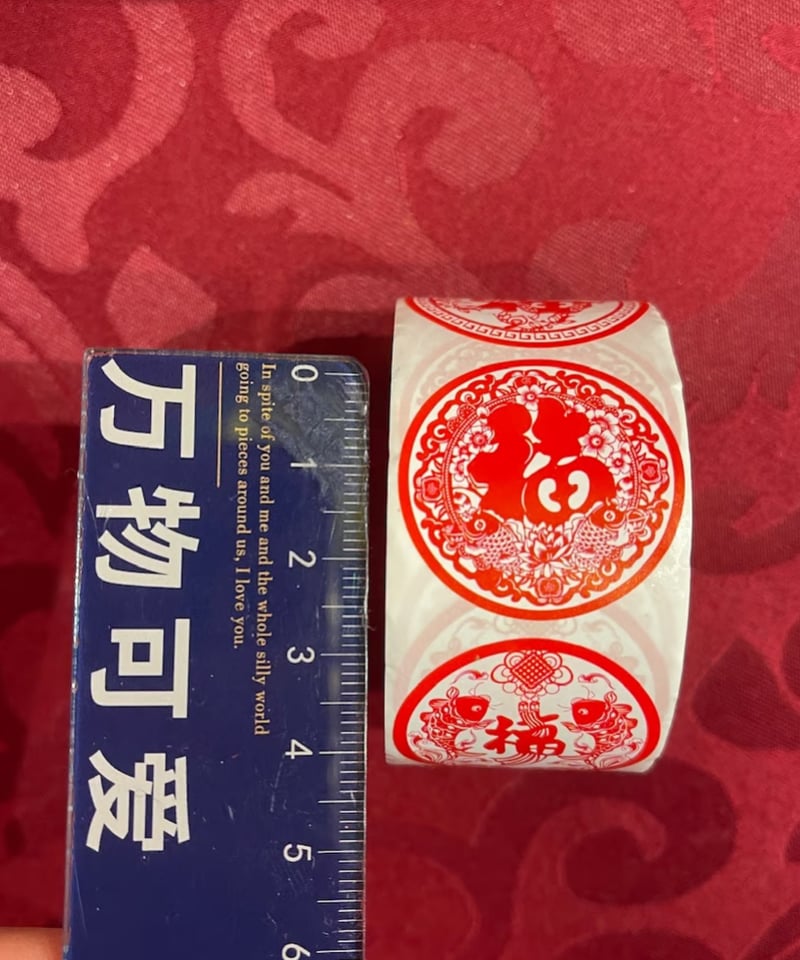 万物可爱
In spite of you and me and the whole silly world
going to pieces around us, I love you.
0
1
2
3
4
5
6
福
福